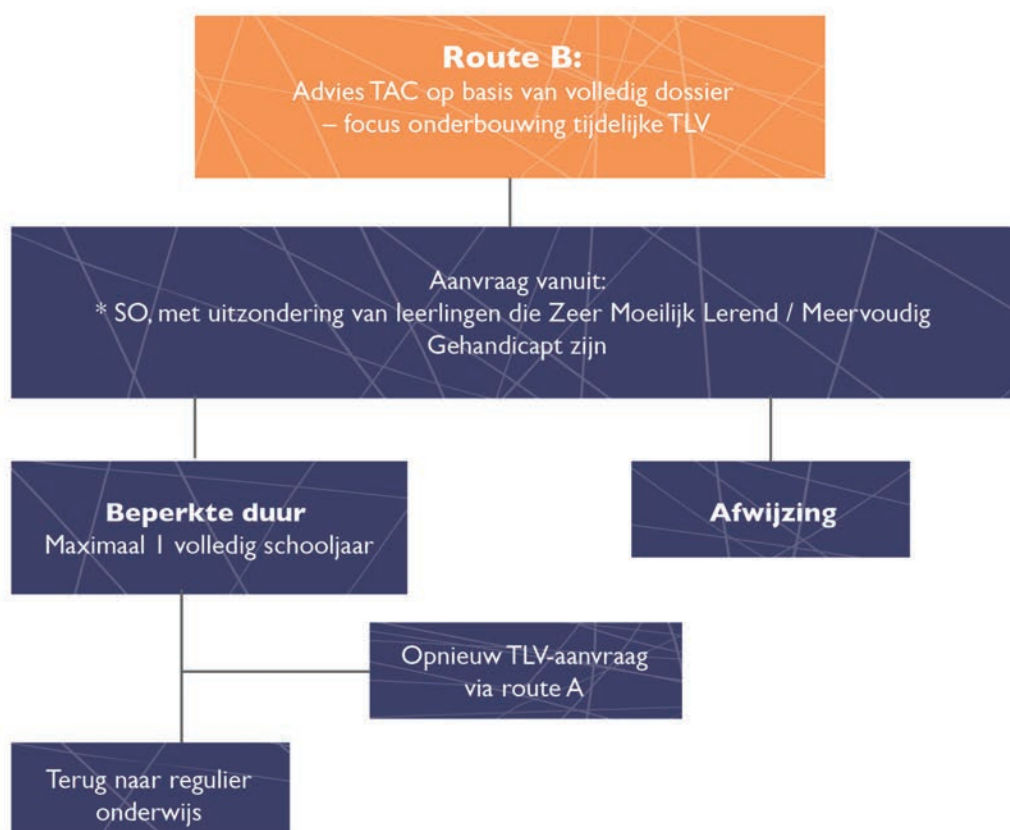 Route B:
Advies TAC op basis van volledig dossier
– focus onderbouwing tijdelijke TLV
Aanvraag vanuit:
* SO, met uitzondering van leerlingen die Zeer Moeilijk Lerend / Meervoudig
Gehandicapt zijn
Beperkte duur
Maximaal 1 volledig schooljaar
Afwijzing
Opnieuw TLV-aanvraag
via route A
Terug naar regulier
onderwijs